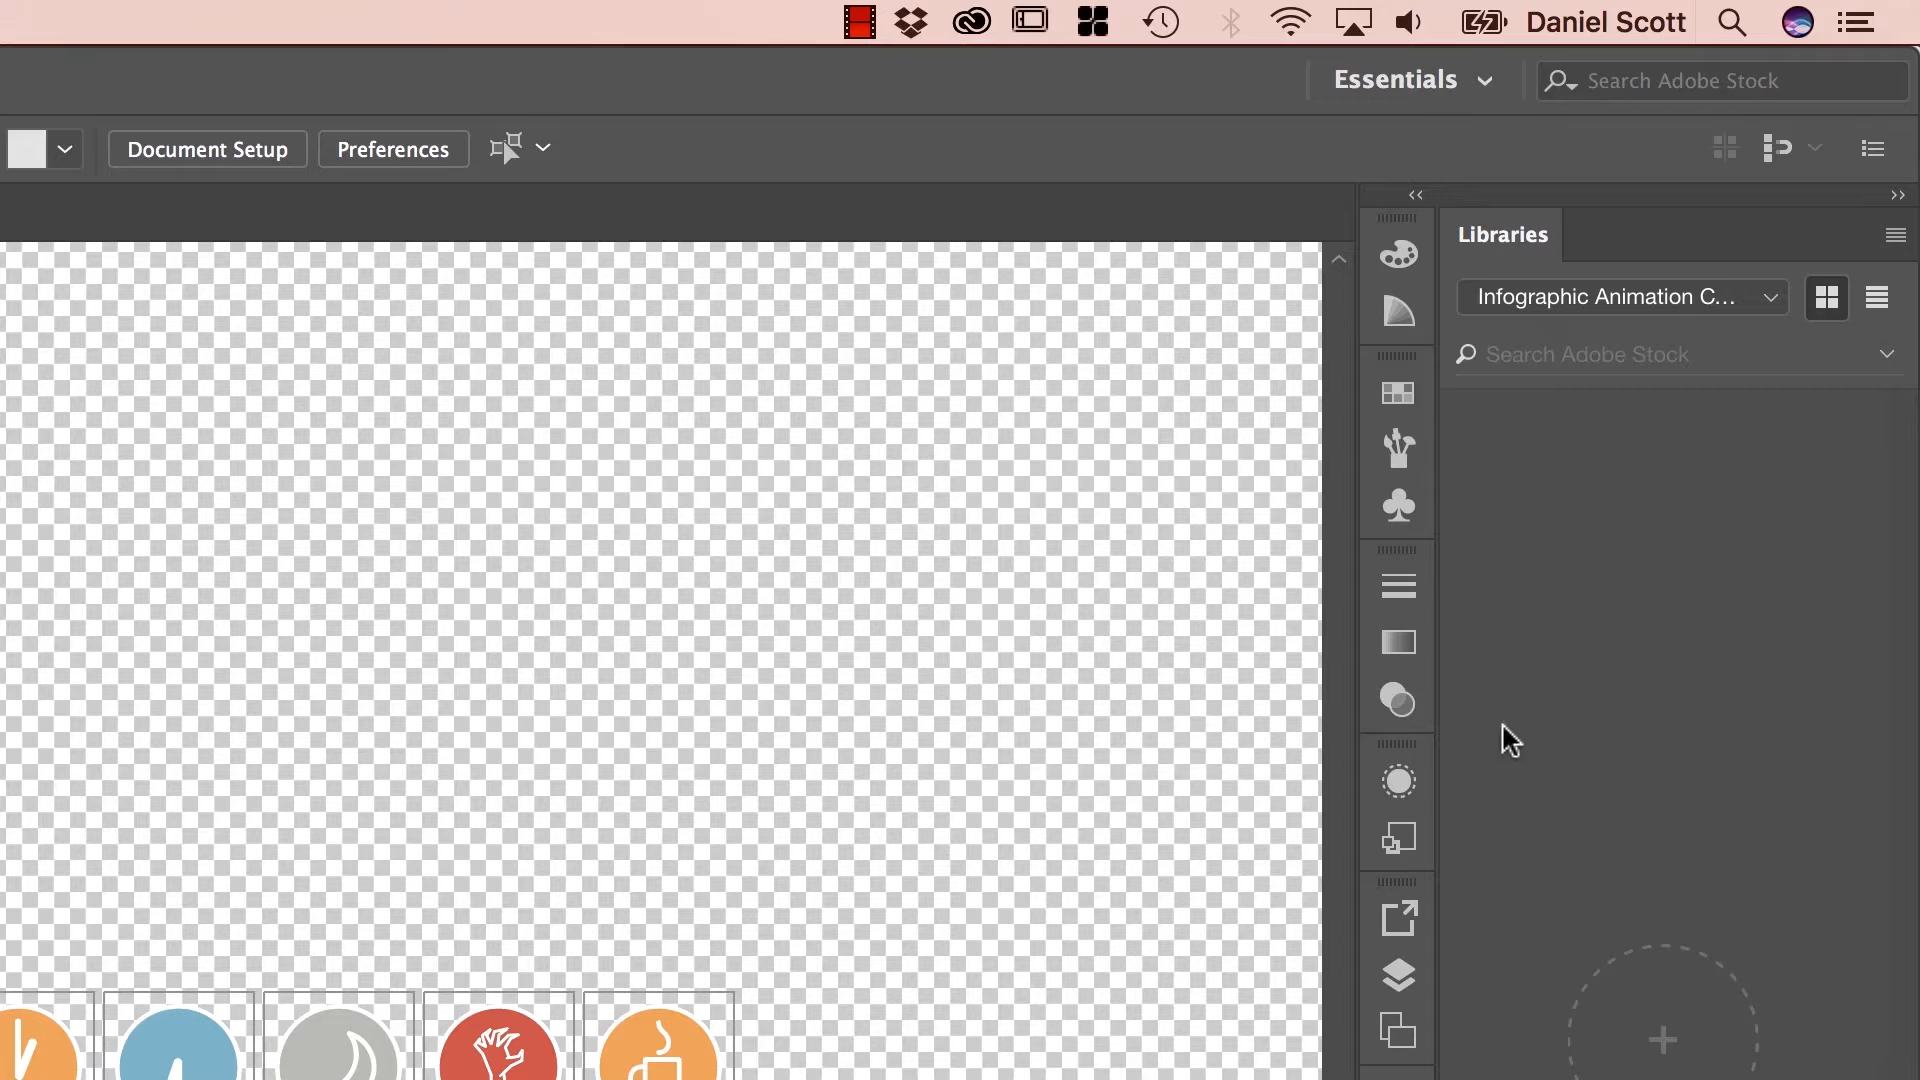 Daniel Scott
Essentials
Search Adobe Stock
Document Setup
Preferences
Libraries
Infographic Animation C...
Search Adobe Stock